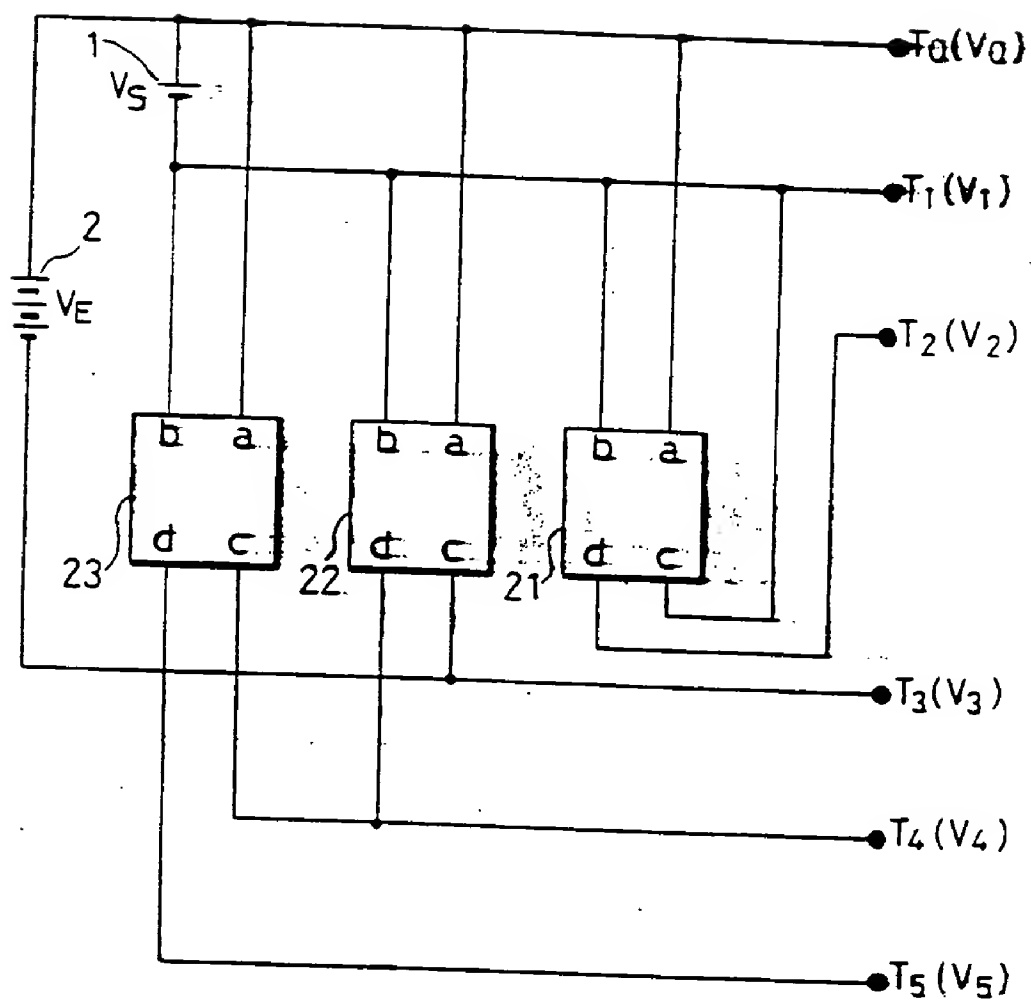 Ta(Va)
1
VS
T1(V1)
2
VE
T2(V2)
b a
b a
b a
d c
d c
d c
23
22
21
T3(V3)
T4(V4)
T5(V5)